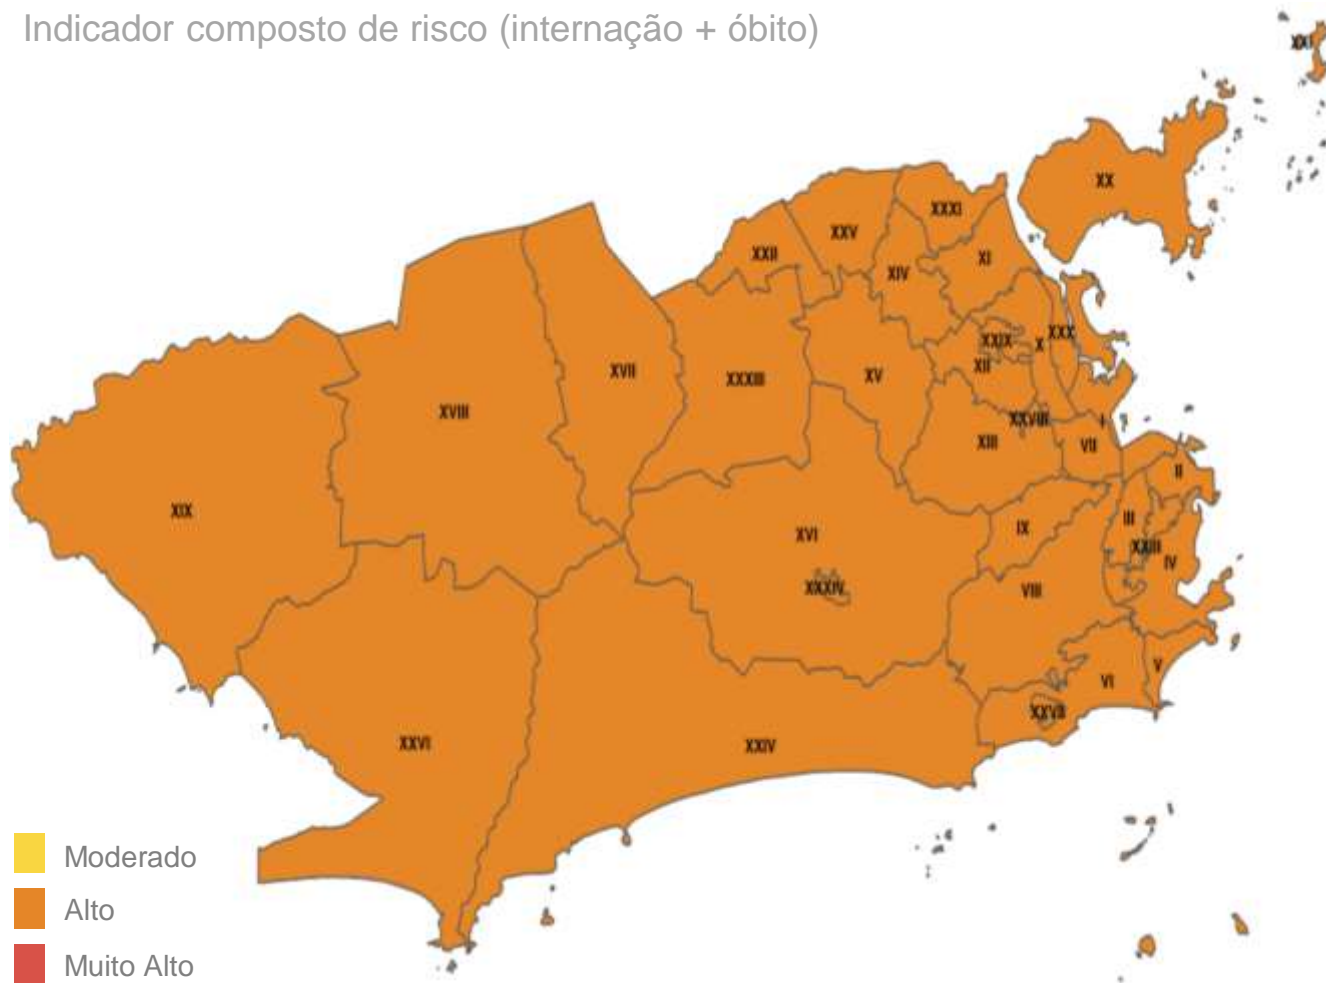 Indicador composto de risco (internação + óbito)
XXI
XX
XXXI
XXV
XXII
XI
XIV
XXX
XXIX
X
XII
XVII
XXXIII
XV
XVIII
XXVIII
I
XIII
VII
II
XIX
III
IX
XVI
XXIII
IV
XXXIV
VIII
V
VI
XXVII
XXVI
XXIV
Moderado
Alto
Muito Alto